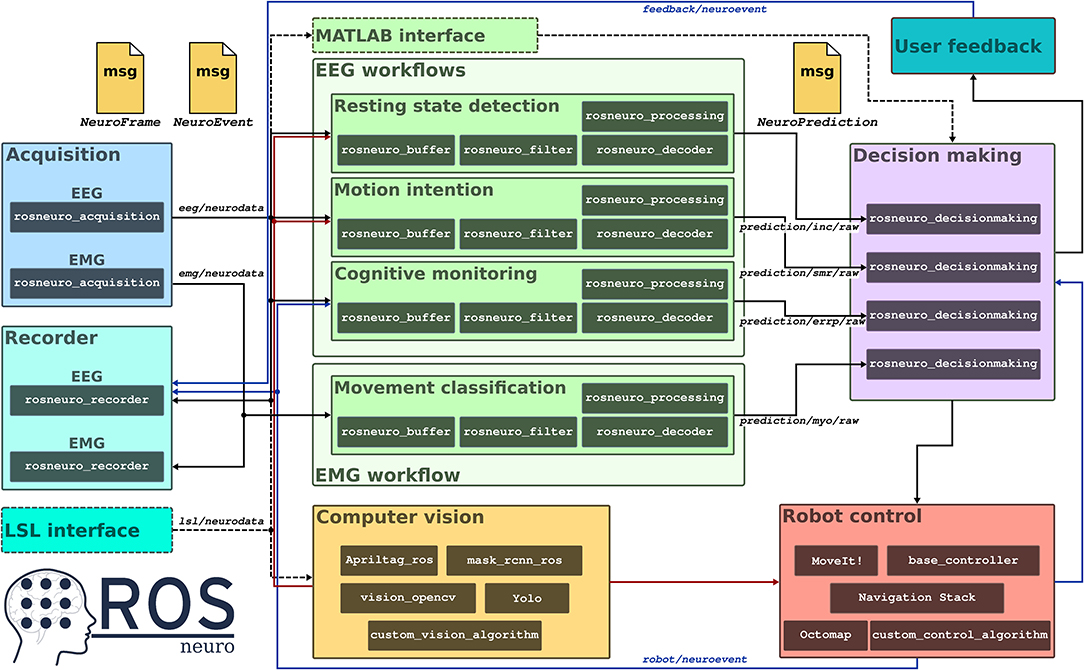 feedback/neuroevent
MATLAB interface
User feedback
msg
NeuroFrame
msg
NeuroEvent
msg
NeuroPrediction
Acquisition
EEG
rosneuro_acquisition
EMG
rosneuro_acquisition
eeg/neurodata
emg/neurodata
Recorder
EEG
rosneuro_recorder
EMG
rosneuro_recorder
LSL interface
lsl/neurodata
ROS
neuro
EEG workflows
Resting state detection
rosneuro_processing
rosneuro_buffer
rosneuro_filter
rosneuro_decoder
Motion intention
rosneuro_processing
rosneuro_buffer
rosneuro_filter
rosneuro_decoder
Cognitive monitoring
rosneuro_processing
rosneuro_buffer
rosneuro_filter
rosneuro_decoder
Movement classification
rosneuro_processing
rosneuro_buffer
rosneuro_filter
rosneuro_decoder
EMG workflow
prediction/inc/raw
prediction/smr/raw
prediction/errp/raw
prediction/myo/raw
Decision making
rosneuro_decisionmaking
rosneuro_decisionmaking
rosneuro_decisionmaking
rosneuro_decisionmaking
Computer vision
Apriltag_ros
mask_rcnn_ros
vision_opencv
Yolo
custom_vision_algorithm
Robot control
MoveIt!
base_controller
Navigation Stack
Octomap
custom_control_algorithm
robot/neuroevent